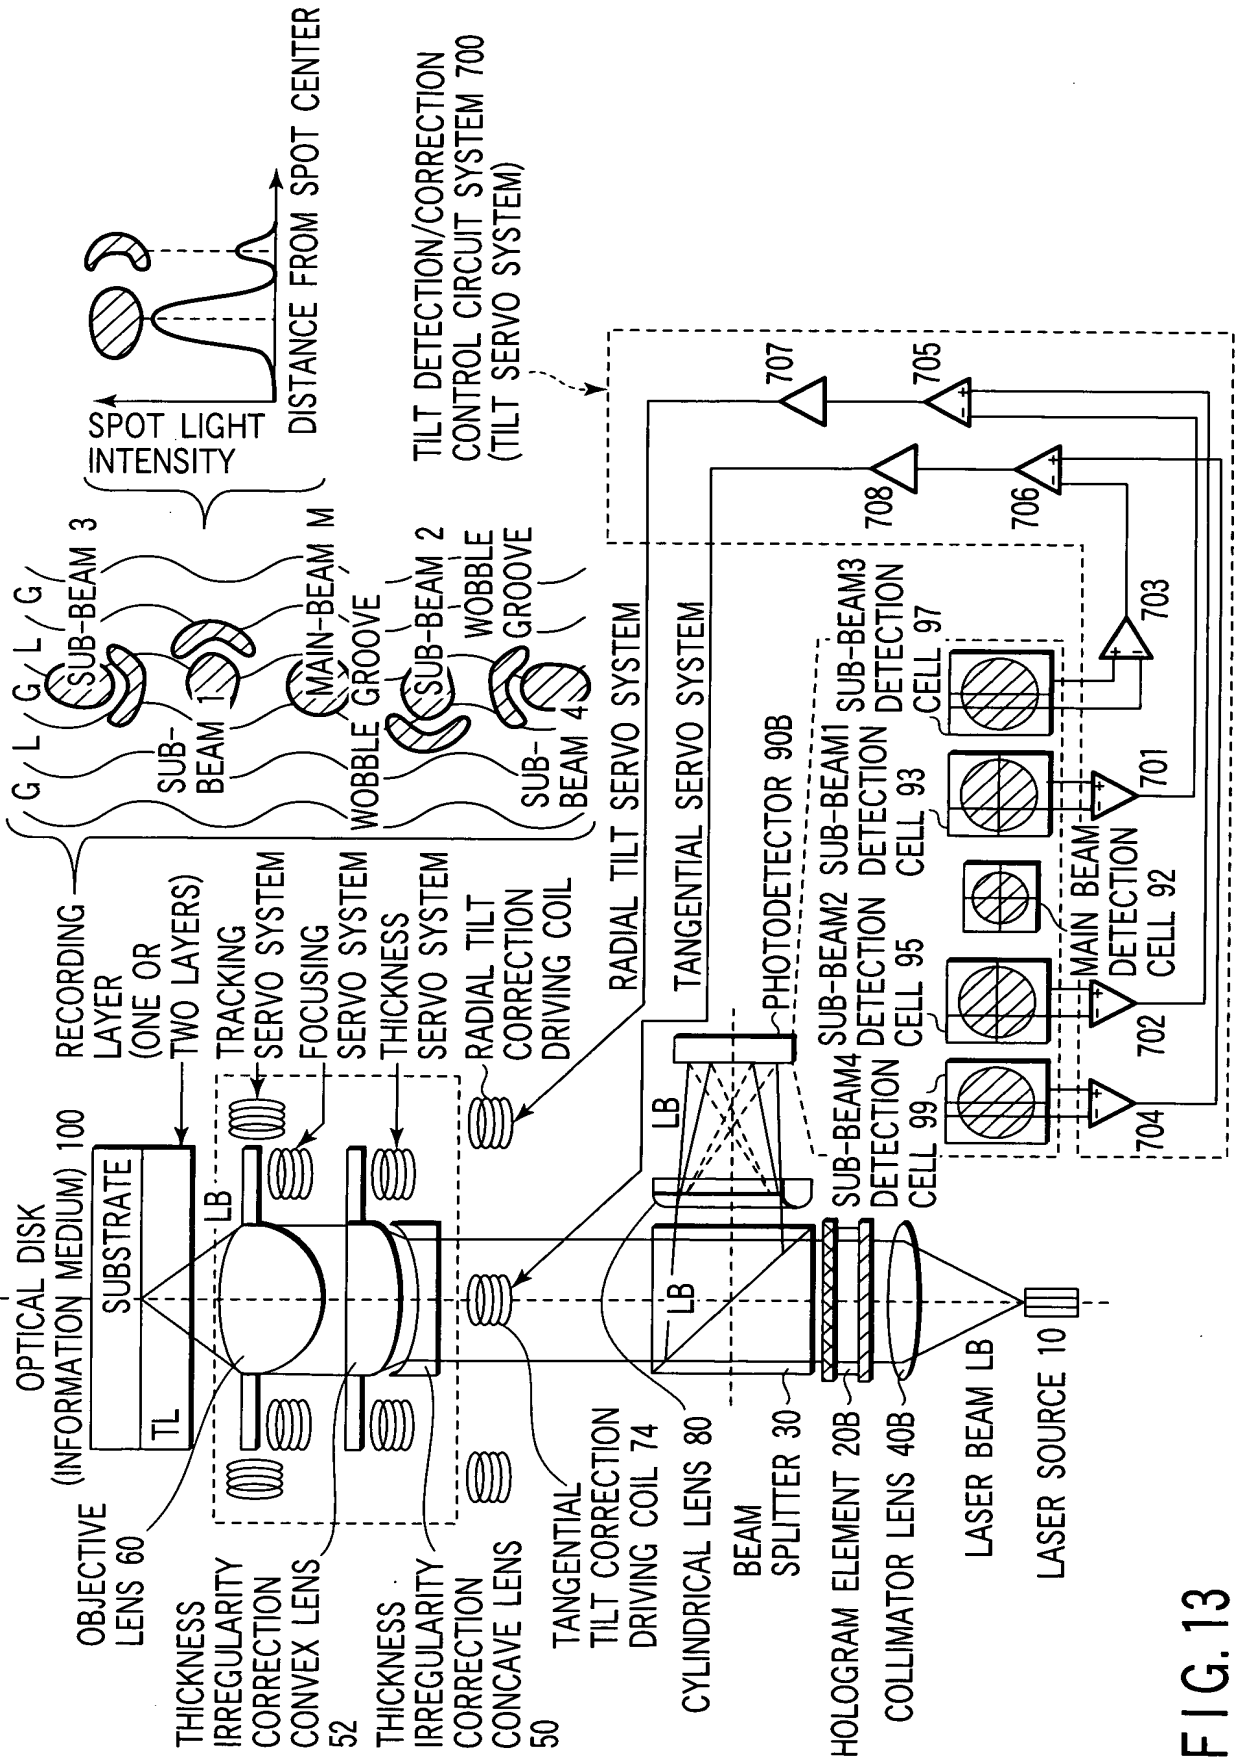 OPTICAL DISK
(INFORMATION MEDIUM) 100
SUBSTRATE
TL
LB
OBJECTIVE
LENS 60
THICKNESS
IRREGULARITY
CORRECTION
CONVEX LENS
52
THICKNESS
IRREGULARITY
CORRECTION
CONCAVE LENS
50
TANGENTIAL
TILT CORRECTION
DRIVING COIL 74
CYLINDRICAL LENS 80
BEAM
SPLITTER 30
HOLOGRAM ELEMENT 20B
COLLIMATOR LENS 40B
LASER BEAM LB
LASER SOURCE 10
RECORDING
LAYER
(ONE OR
TWO LAYERS)
TRACKING
SERVO SYSTEM
FOCUSING
SERVO SYSTEM
THICKNESS
SERVO SYSTEM
RADIAL TILT
CORRECTION
DRIVING COIL
LB
LB
PHOTODETECTOR 90B
RADIAL TILT SERVO SYSTEM
TANGENTIAL SERVO SYSTEM
G L G L G
SUB-BEAM 3
SUB-
BEAM 1
MAIN-BEAM M
WOBBLE GROOVE
SUB-BEAM 2
WOBBLE
GROOVE
SUB-
BEAM 4
SPOT LIGHT
INTENSITY
DISTANCE FROM SPOT CENTER
TILT DETECTION/CORRECTION
CONTROL CIRCUIT SYSTEM 700
(TILT SERVO SYSTEM)
SUB-BEAM4
DETECTION
CELL 99
SUB-BEAM2
DETECTION
CELL 95
SUB-BEAM1
DETECTION
CELL 93
SUB-BEAM3
DETECTION
CELL 97
MAIN BEAM
DETECTION
CELL 92
704
- +
702
- +
701
- +
703
+ -
706
- +
705
- +
708
707
FIG. 13